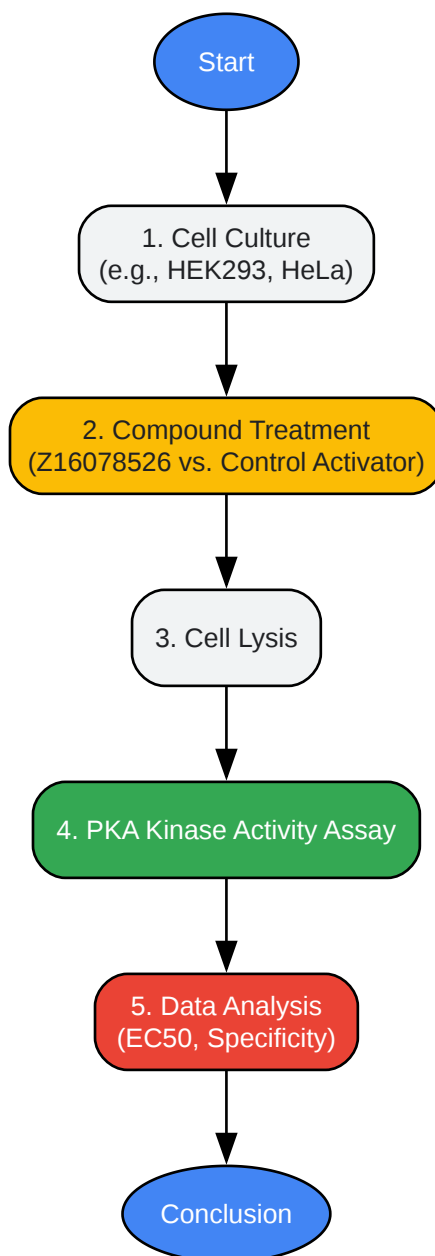 Start
1. Cell Culture
(e.g., HEK293, HeLa)
2. Compound Treatment
(Z16078526 vs. Control Activator)
3. Cell Lysis
4. PKA Kinase Activity Assay
5. Data Analysis
(EC50, Specificity)
Conclusion